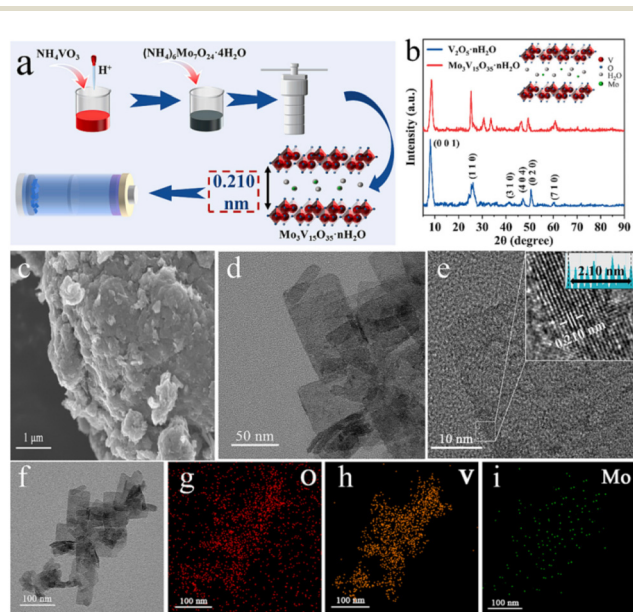 a
NH₄VO₃
H⁺
(NH₄)₆Mo₇O₂₄·4H₂O
0.210
nm
Mo₃V₁₅O₃₅·nH₂O
b
V₂O₅·nH₂O
Mo₃V₁₅O₃₅·nH₂O
V
O
H₂O
Mo
Intensity (a.u.)
(0 0 1)
(1 1 0)
(3 1 0)
(4 0 4)
(0 2 0)
(7 1 0)
10 20 30 40 50 60 70 80 90
2θ (degree)
c
1 μm
d
50 nm
e
2.10 nm
0.210 nm
10 nm
f
100 nm
g
O
100 nm
h
V
100 nm
i
Mo
100 nm